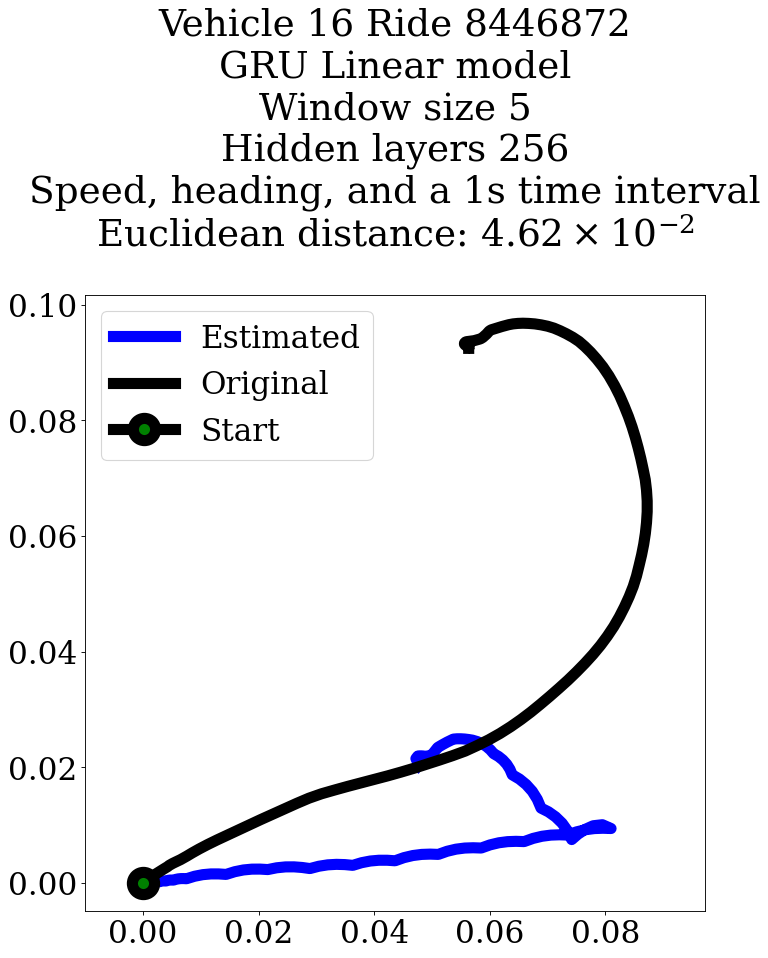 Vehicle 16 Ride 8446872
GRU Linear model
Window size 5
Hidden layers 256
Speed, heading, and a 1s time interval
Euclidean distance: 4.62 × 10⁻²
0.10
0.08
0.06
0.04
0.02
0.00
Estimated
Original
Start
0.00 0.02 0.04 0.06 0.08